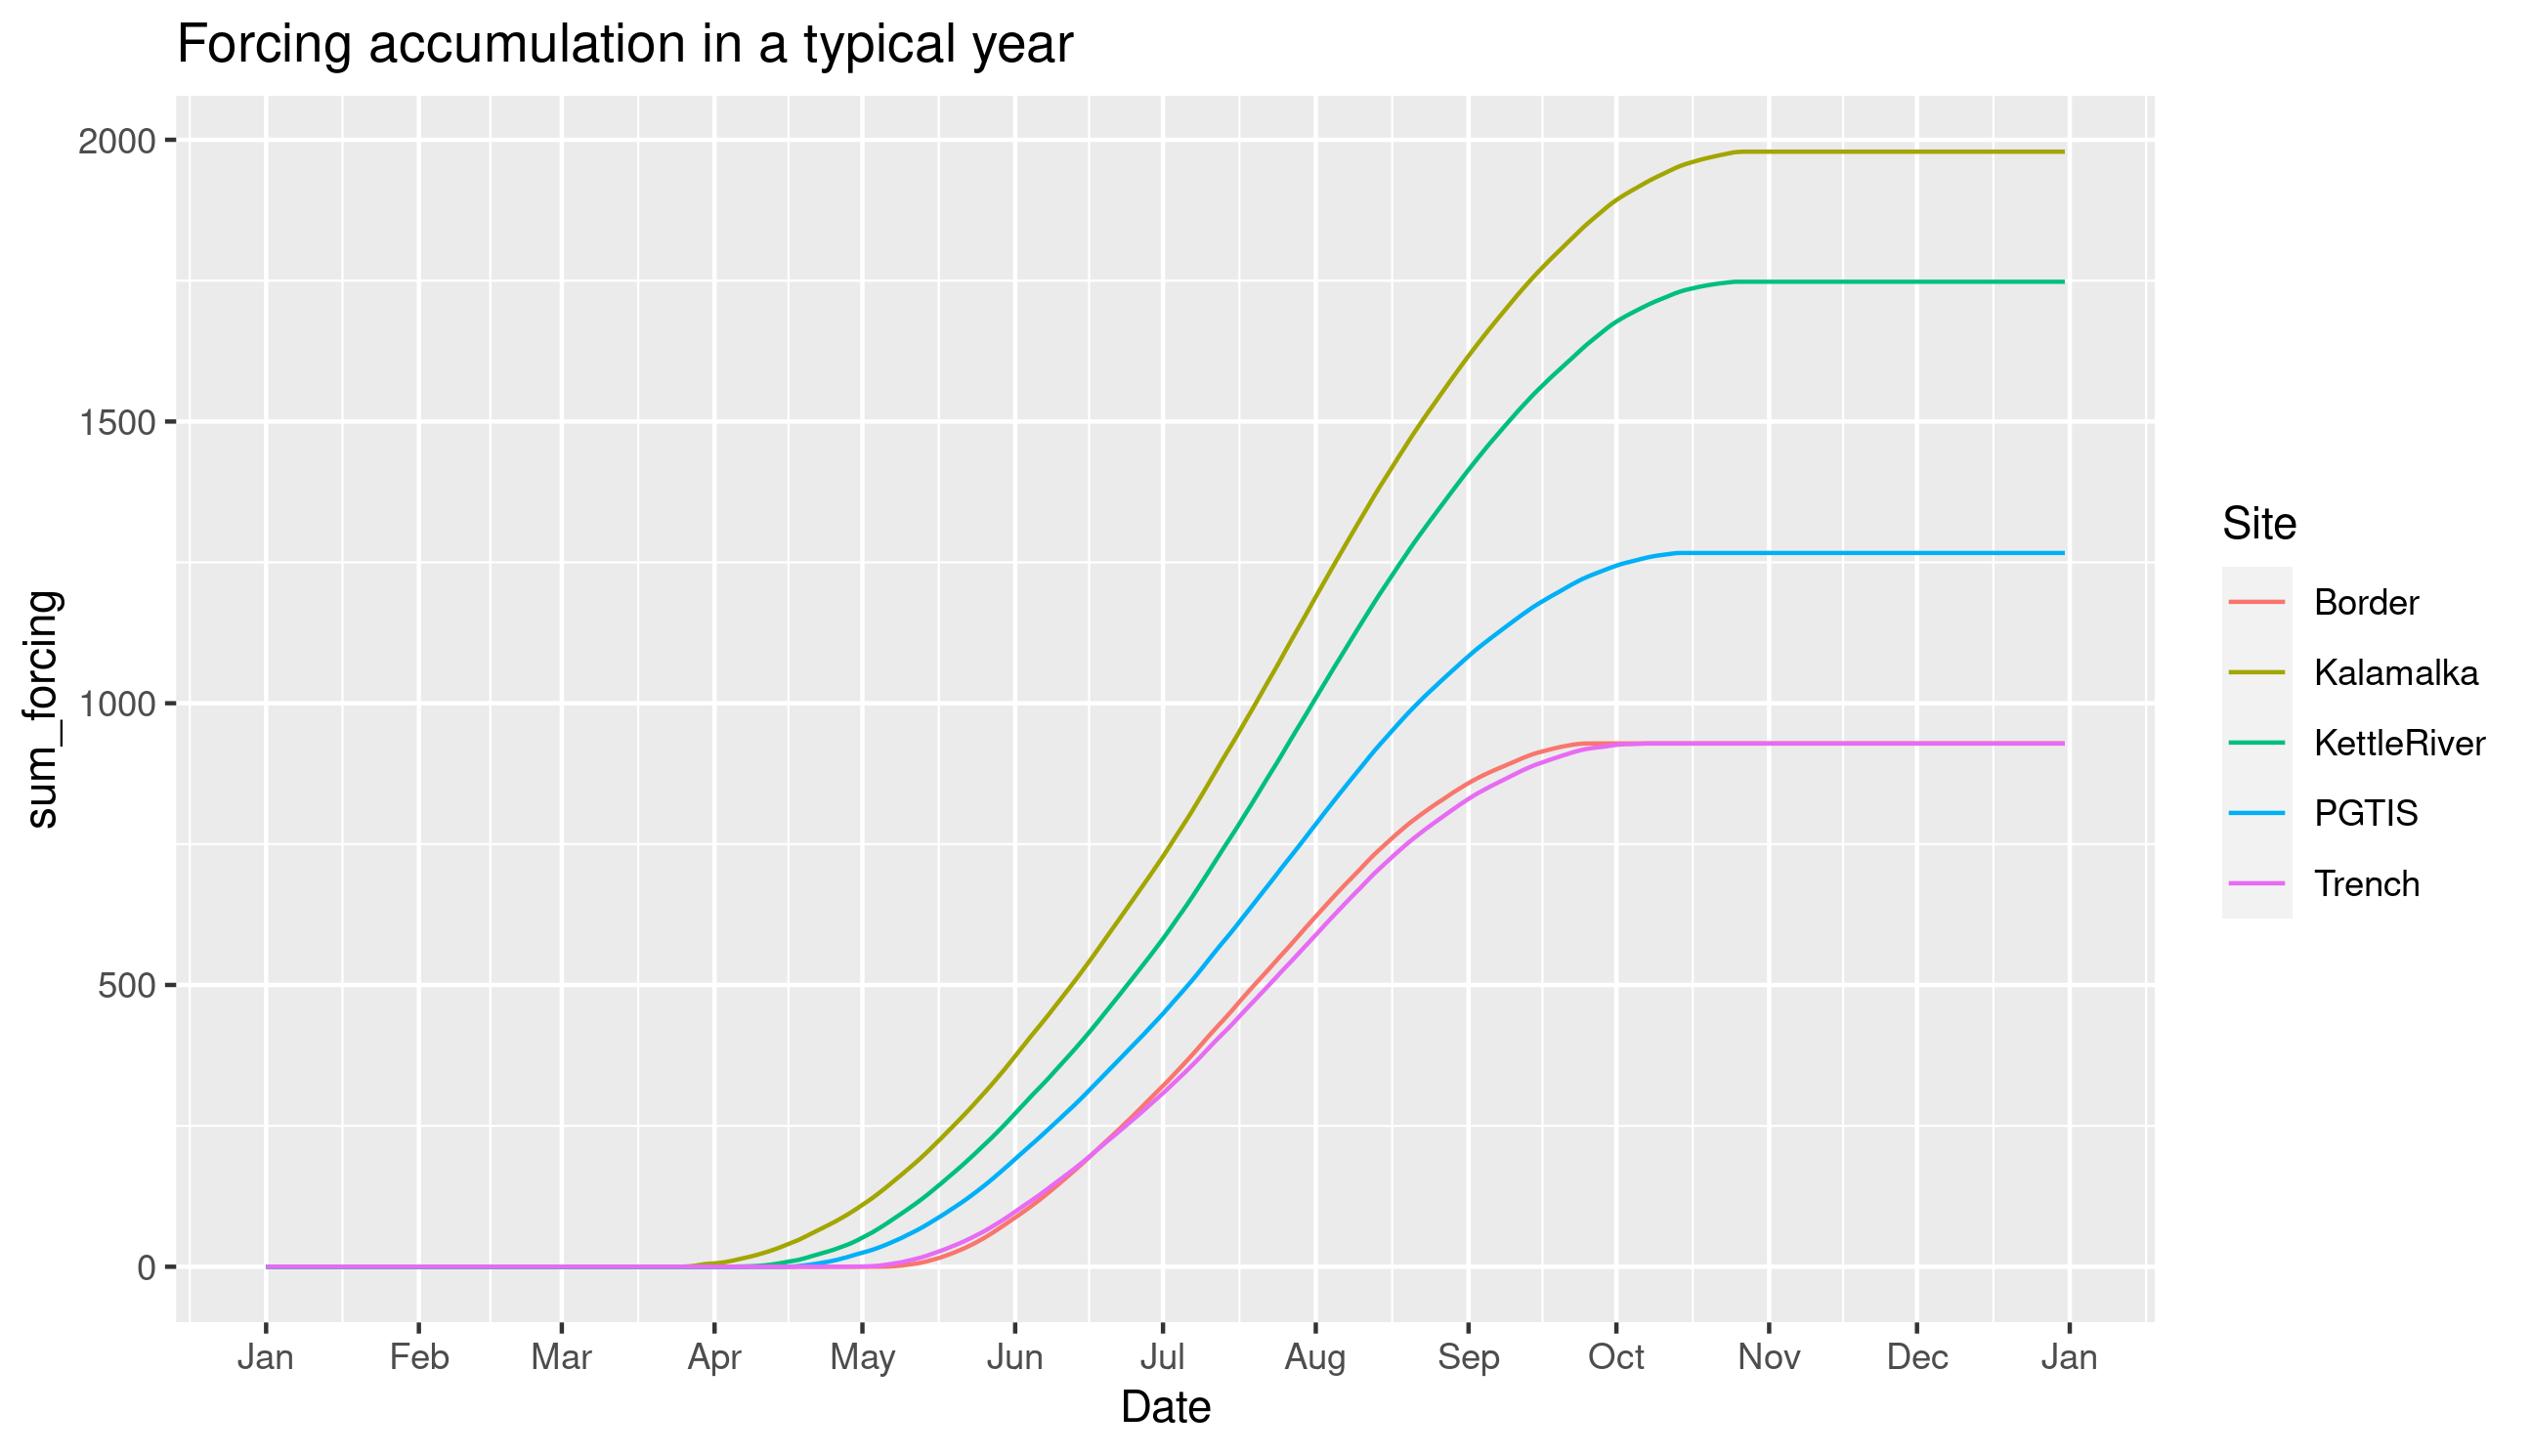 Forcing accumulation in a typical year
sum_forcing
2000
1500
1000
500
0
Jan Feb Mar Apr May Jun Jul Aug Sep Oct Nov Dec Jan
Date
Site
Border
Kalamalka
KettleRiver
PGTIS
Trench